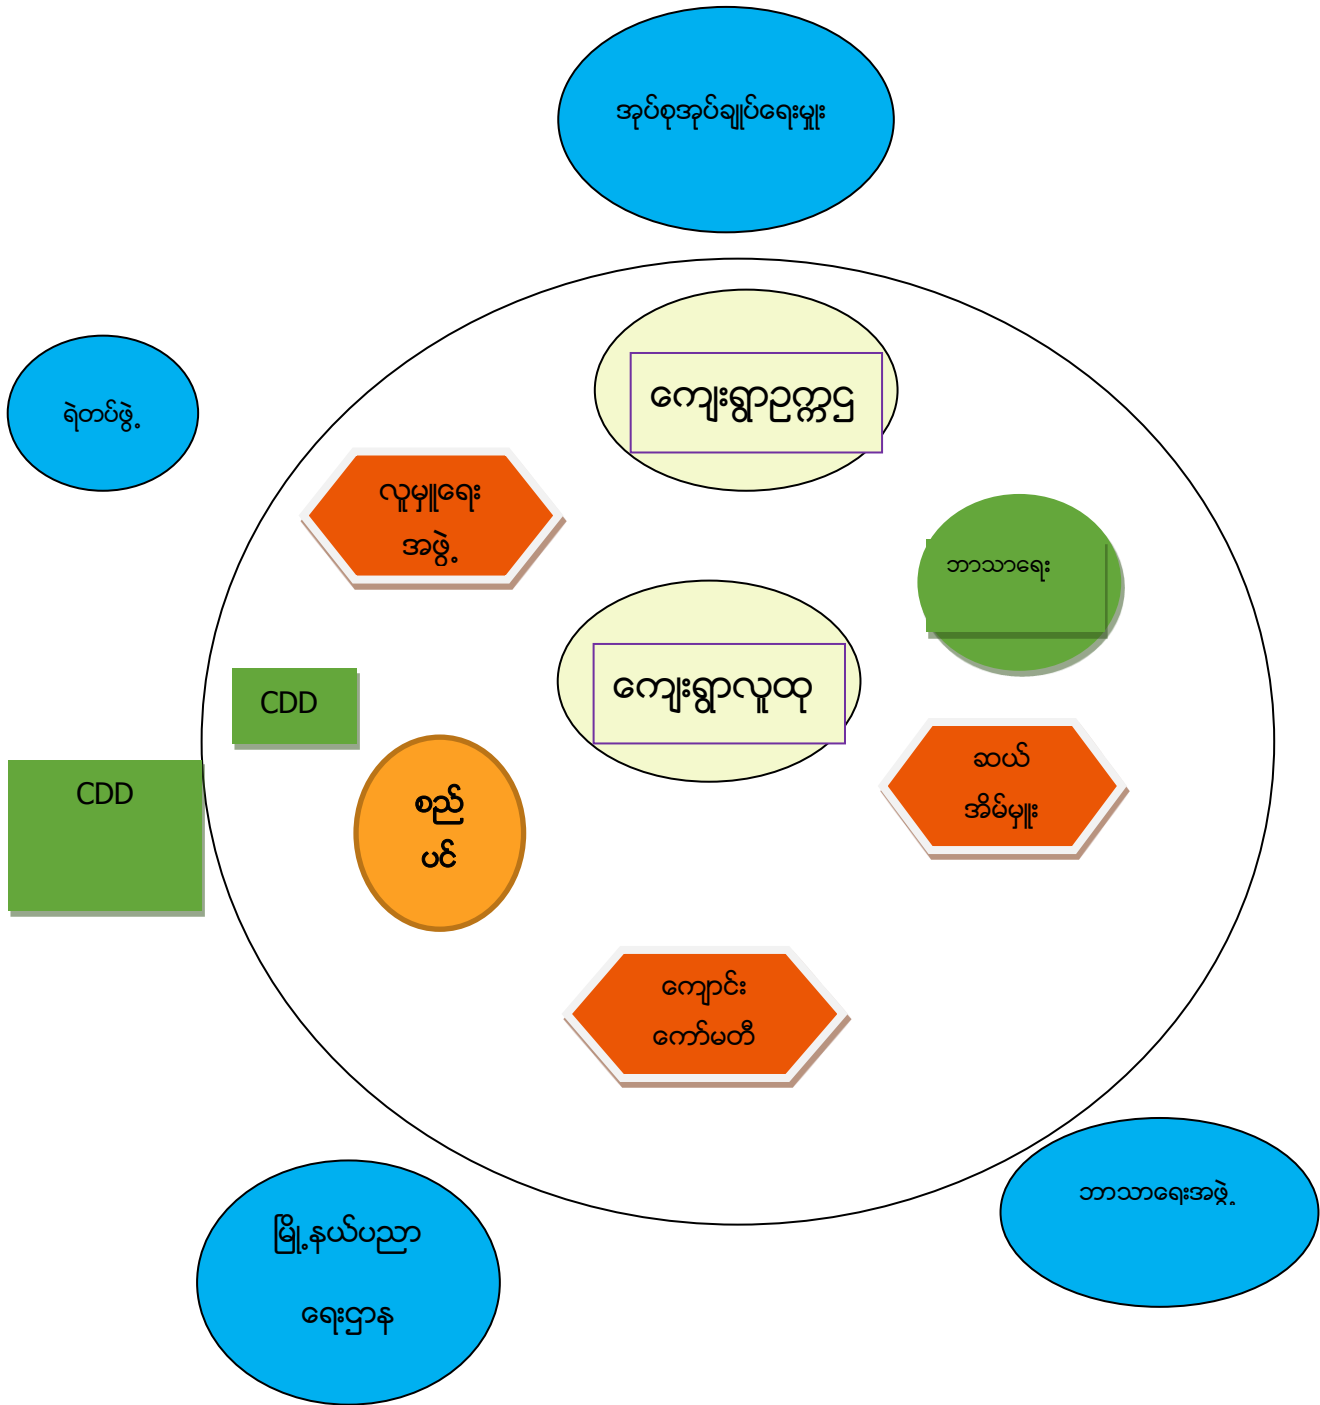 အုပ်စုအုပ်ချုပ်ရေးမှုး
ကျေးရွာဥက္ကဌ
ရဲတပ်ဖွဲ့
လူမှူရေး
အဖွဲ့
ဘာသာရေး
ကျေးရွာလူထု
CDD
ဆယ်
အိမ်မှူး
CDD
စည်
ပင်
ကျောင်း
ကော်မတီ
ဘာသာရေးအဖွဲ့
မြို့နယ်ပညာ
ရေးဌာန